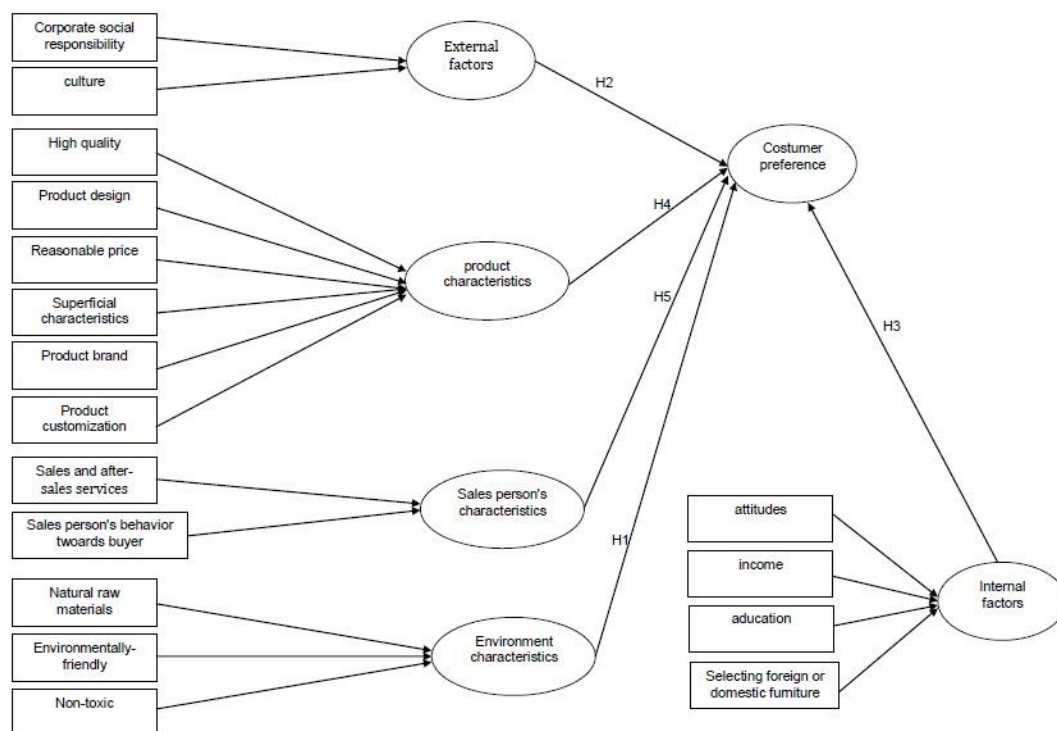 Corporate social
responsibility
culture
External
factors
H2
High quality
Product design
Reasonable price
Superficial
characteristics
Product brand
Product
customization
product
characteristics
H4
Costumer
preference
H5
H3
Sales and after-
sales services
Sales person's behavior
twoards buyer
Sales person's
characteristics
H1
Natural raw
materials
Environmentally-
friendly
Non-toxic
Environment
characteristics
attitudes
income
aducation
Selecting foreign or
domestic furniture
Internal
factors